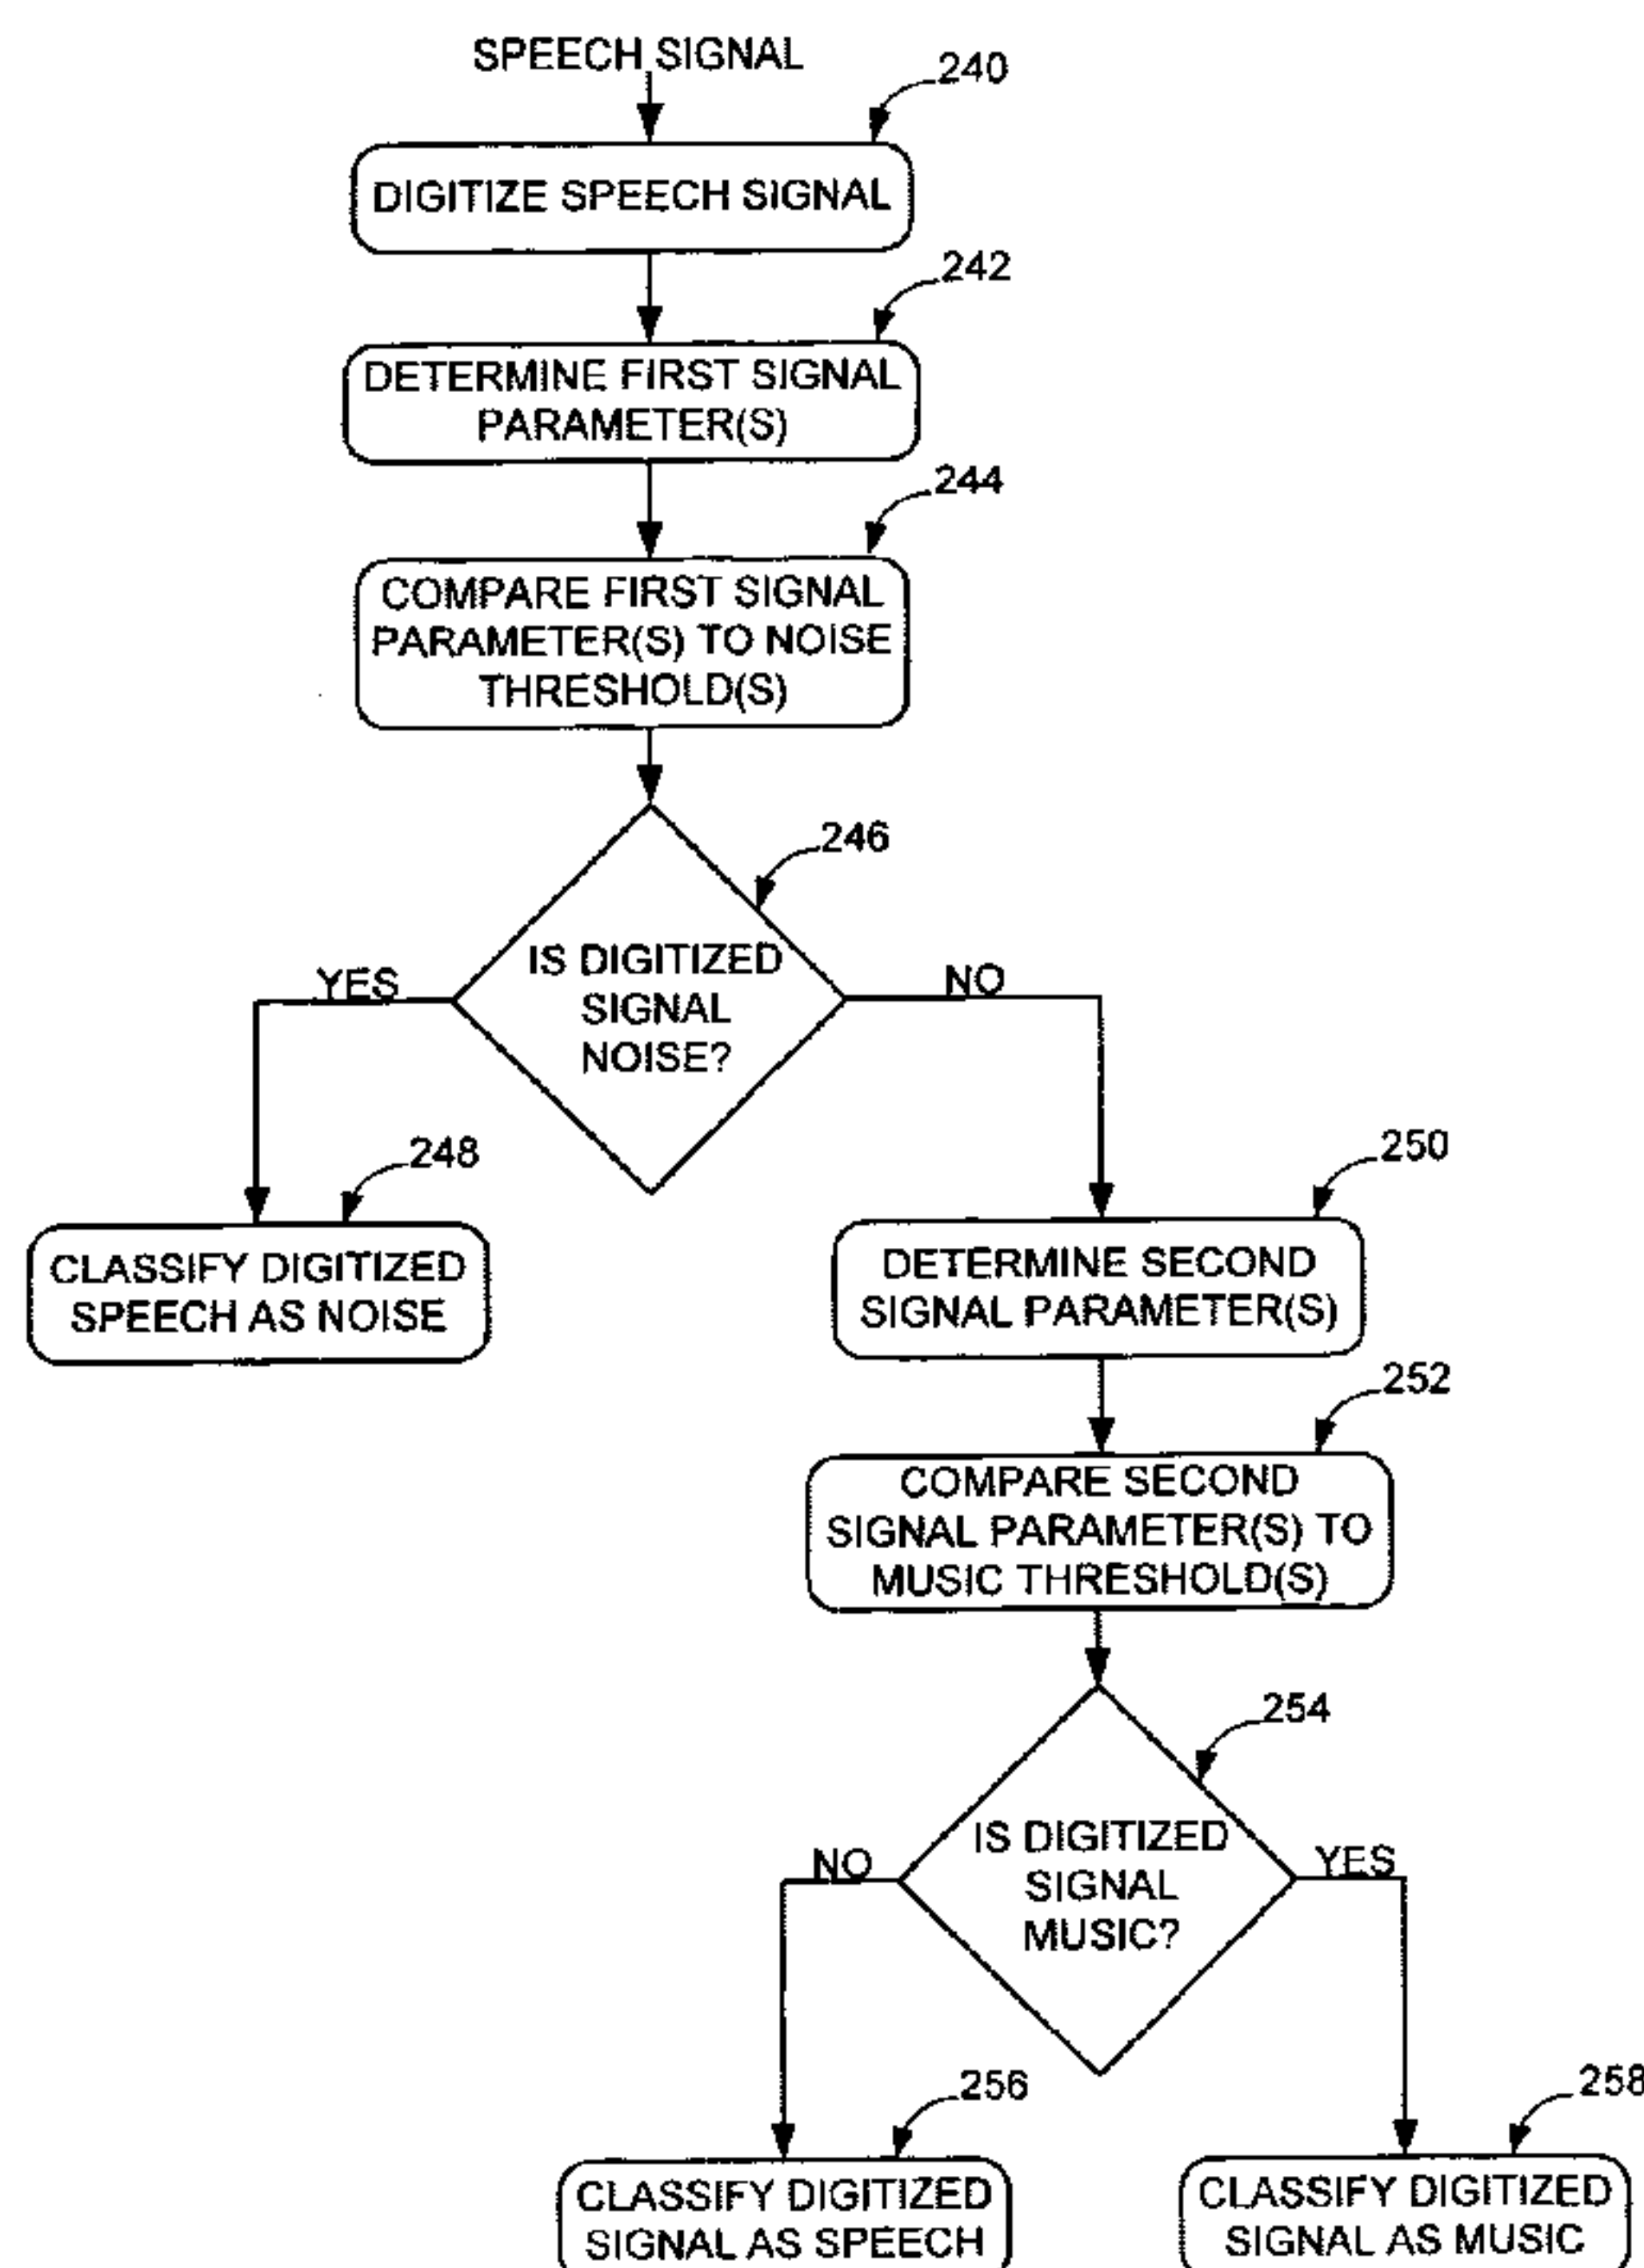 SPEECH SIGNAL
240
DIGITIZE SPEECH SIGNAL
242
DETERMINE FIRST SIGNAL
PARAMETER(S)
244
COMPARE FIRST SIGNAL
PARAMETER(S) TO NOISE
THRESHOLD(S)
246
IS DIGITIZED
SIGNAL
NOISE?
YES
NO
248
CLASSIFY DIGITIZED
SPEECH AS NOISE
250
DETERMINE SECOND
SIGNAL PARAMETER(S)
252
COMPARE SECOND
SIGNAL PARAMETER(S) TO
MUSIC THRESHOLD(S)
254
IS DIGITIZED
SIGNAL
MUSIC?
NO
YES
256
CLASSIFY DIGITIZED
SIGNAL AS SPEECH
258
CLASSIFY DIGITIZED
SIGNAL AS MUSIC